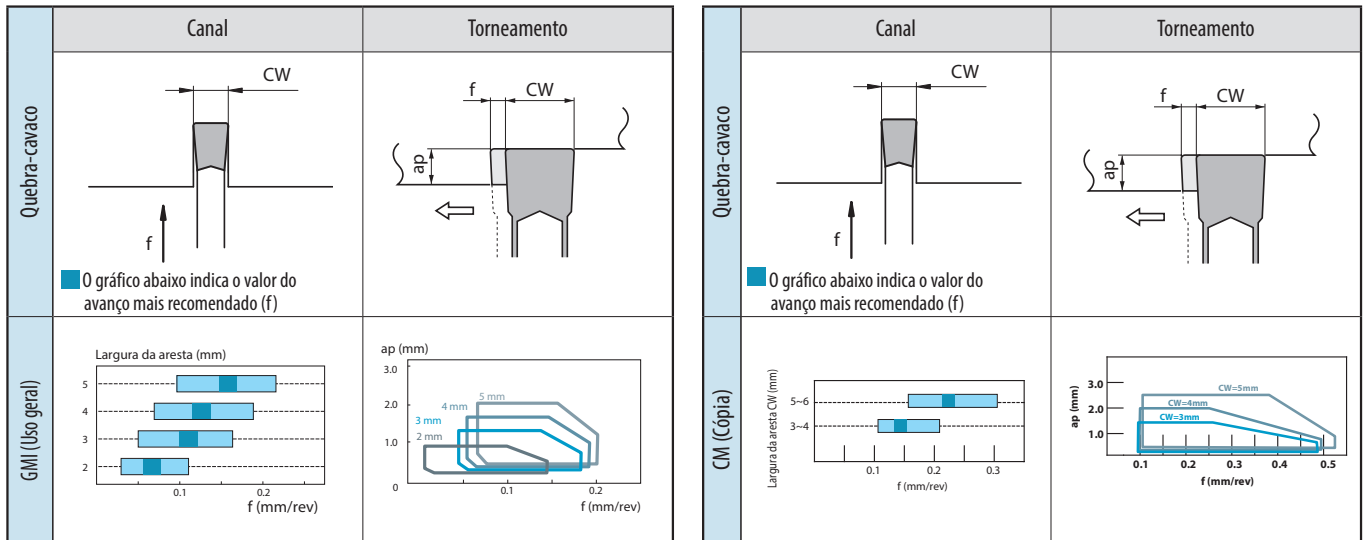 Canal
Torneamento
Quebra-cavaco
CW
f
O gráfico abaixo indica o valor do
avanço mais recomendado (f)
f
CW
ap
GMI (Uso geral)
Largura da aresta (mm)
5
4
3
2
0.1
0.2
f (mm/rev)
ap (mm)
3.0
2.0
1.0
0
5 mm
4 mm
3 mm
2 mm
0.1
0.2
f (mm/rev)
Canal
Torneamento
Quebra-cavaco
CW
f
O gráfico abaixo indica o valor do
avanço mais recomendado (f)
f
CW
ap
CM (Cópia)
Largura da aresta CW (mm)
5~6
3~4
0.1
0.2
0.3
f (mm/rev)
ap (mm)
3.0
2.0
1.0
CW=5mm
CW=4mm
CW=3mm
0.1
0.2
0.3
0.4
0.5
f (mm/rev)